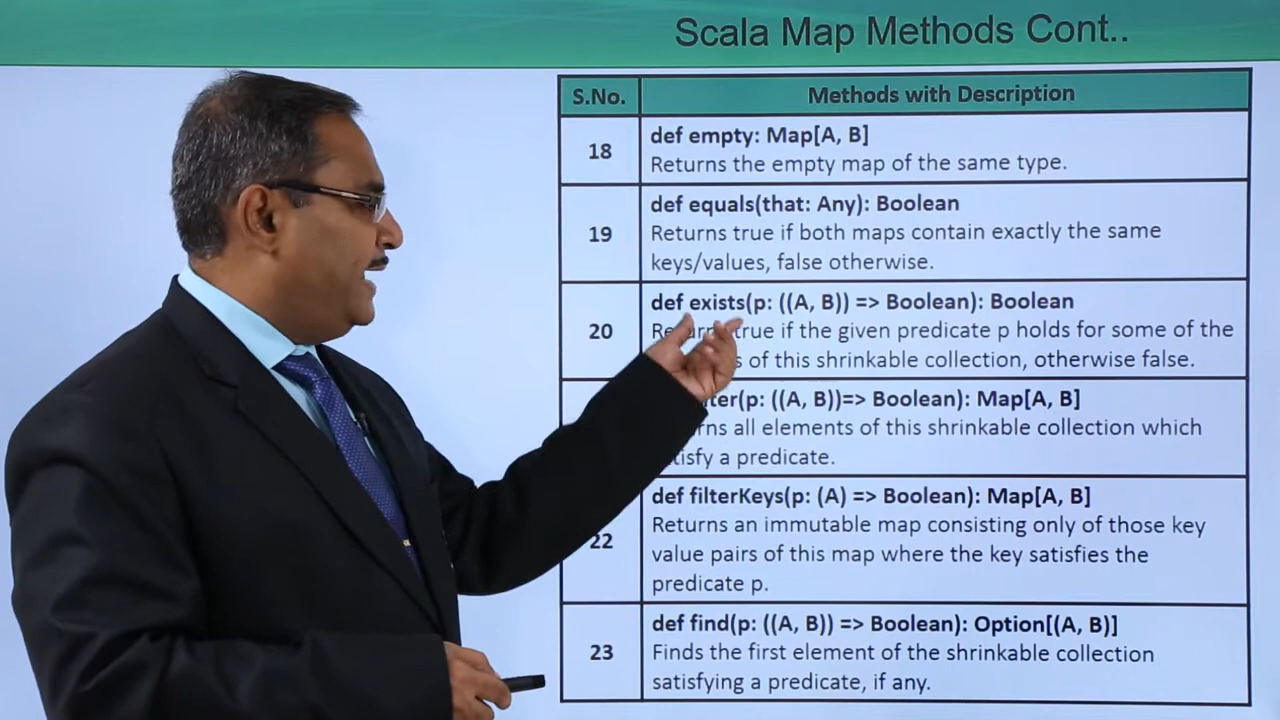 Scala Map Methods Cont..
S.No. Methods with Description
18
def empty: Map[A, B]
Returns the empty map of the same type.
19
def equals(that: Any): Boolean
Returns true if both maps contain exactly the same
keys/values, false otherwise.
20
def exists(p: ((A, B)) => Boolean): Boolean
true if the given predicate p holds for some of the
of this shrinkable collection, otherwise false.
(p: ((A, B))=> Boolean): Map[A, B]
all elements of this shrinkable collection which
a predicate.
22
def filterKeys(p: (A) => Boolean): Map[A, B]
Returns an immutable map consisting only of those key
value pairs of this map where the key satisfies the
predicate p.
23
def find(p: ((A, B)) => Boolean): Option[(A, B)]
Finds the first element of the shrinkable collection
satisfying a predicate, if any.